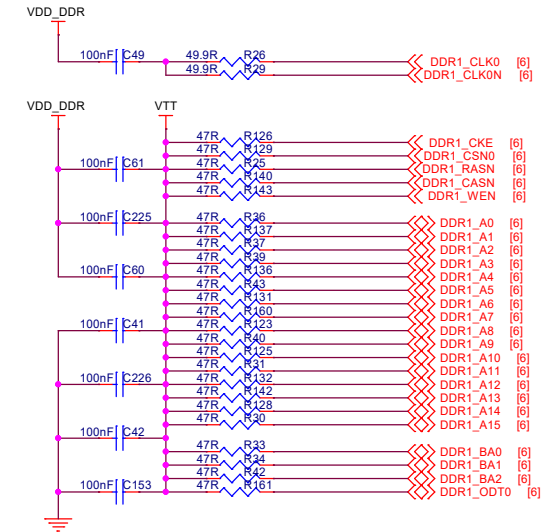 VDD_DDR
100nF C49 49.9R R26 DDR1_CLK0 [6]
49.9R R29 DDR1_CLK0N [6]
VDD_DDR VTT
47R R126 DDR1_CKE [6]
47R R129 DDR1_CSN0 [6]
100nF C61 47R R25 DDR1_RASN [6]
47R R140 DDR1_CASN [6]
47R R143 DDR1_WEN [6]
100nF C225 47R R36 DDR1_A0 [6]
47R R137 DDR1_A1 [6]
47R R37 DDR1_A2 [6]
47R R39 DDR1_A3 [6]
100nF C60 47R R136 DDR1_A4 [6]
47R R43 DDR1_A5 [6]
47R R131 DDR1_A6 [6]
47R R160 DDR1_A7 [6]
100nF C41 47R R123 DDR1_A8 [6]
47R R40 DDR1_A9 [6]
47R R125 DDR1_A10 [6]
47R R31 DDR1_A11 [6]
100nF C226 47R R132 DDR1_A12 [6]
47R R142 DDR1_A13 [6]
47R R128 DDR1_A14 [6]
47R R30 DDR1_A15 [6]
100nF C42
47R R33 DDR1_BA0 [6]
47R R34 DDR1_BA1 [6]
47R R42 DDR1_BA2 [6]
100nF C153 47R R161 DDR1_ODT0 [6]